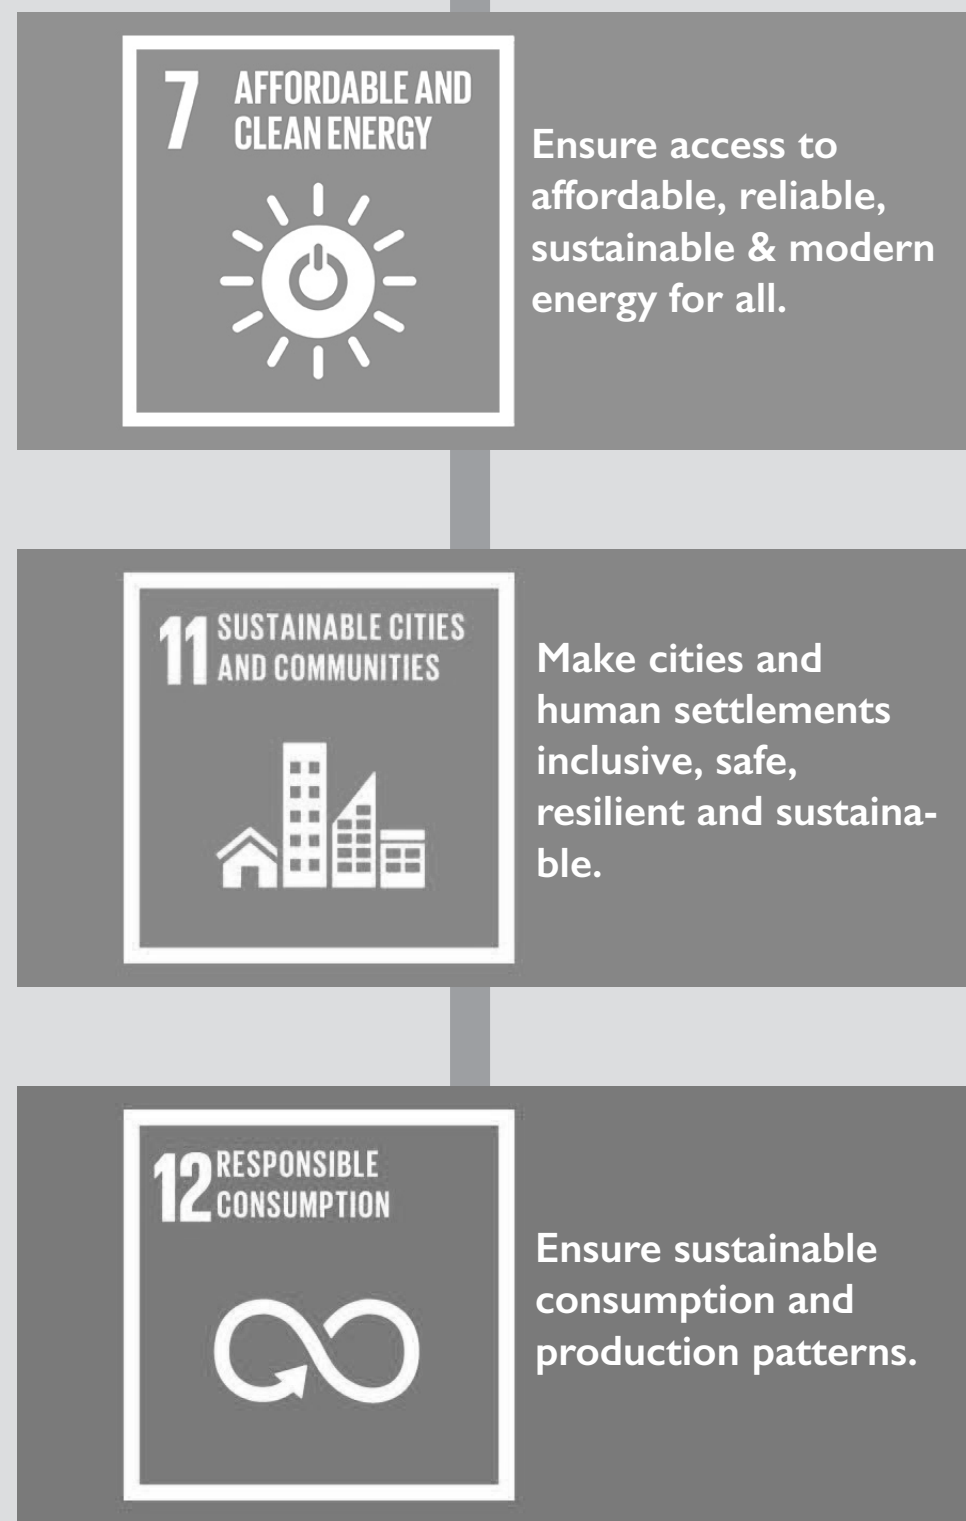 7
AFFORDABLE AND
CLEAN ENERGY
Ensure access to
affordable, reliable,
sustainable & modern
energy for all.
11
SUSTAINABLE CITIES
AND COMMUNITIES
Make cities and
human settlements
inclusive, safe,
resilient and sustaina-
ble.
12
RESPONSIBLE
CONSUMPTION
Ensure sustainable
consumption and
production patterns.